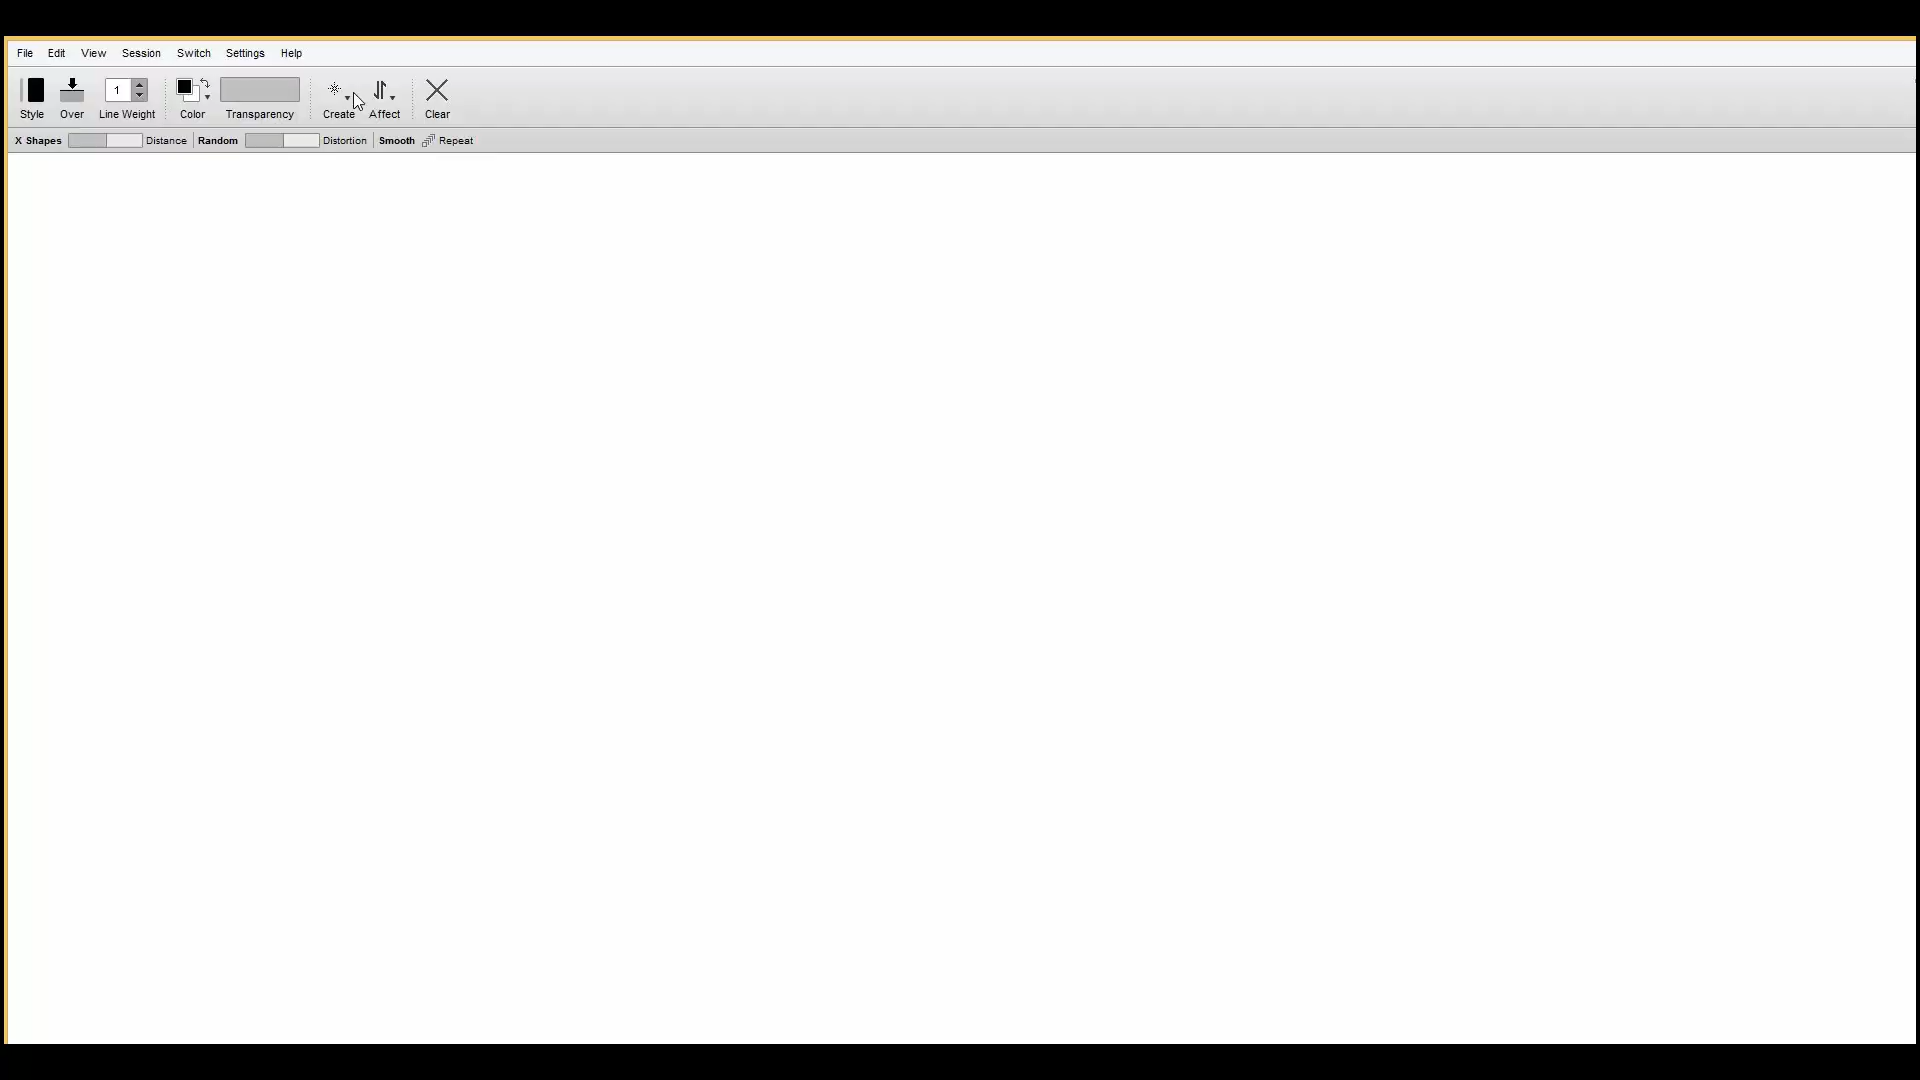 File Edit View Session Switch Settings Help
1
Style Over Line Weight Color Transparency Create Affect Clear
X Shapes Distance Random Distortion Smooth Repeat